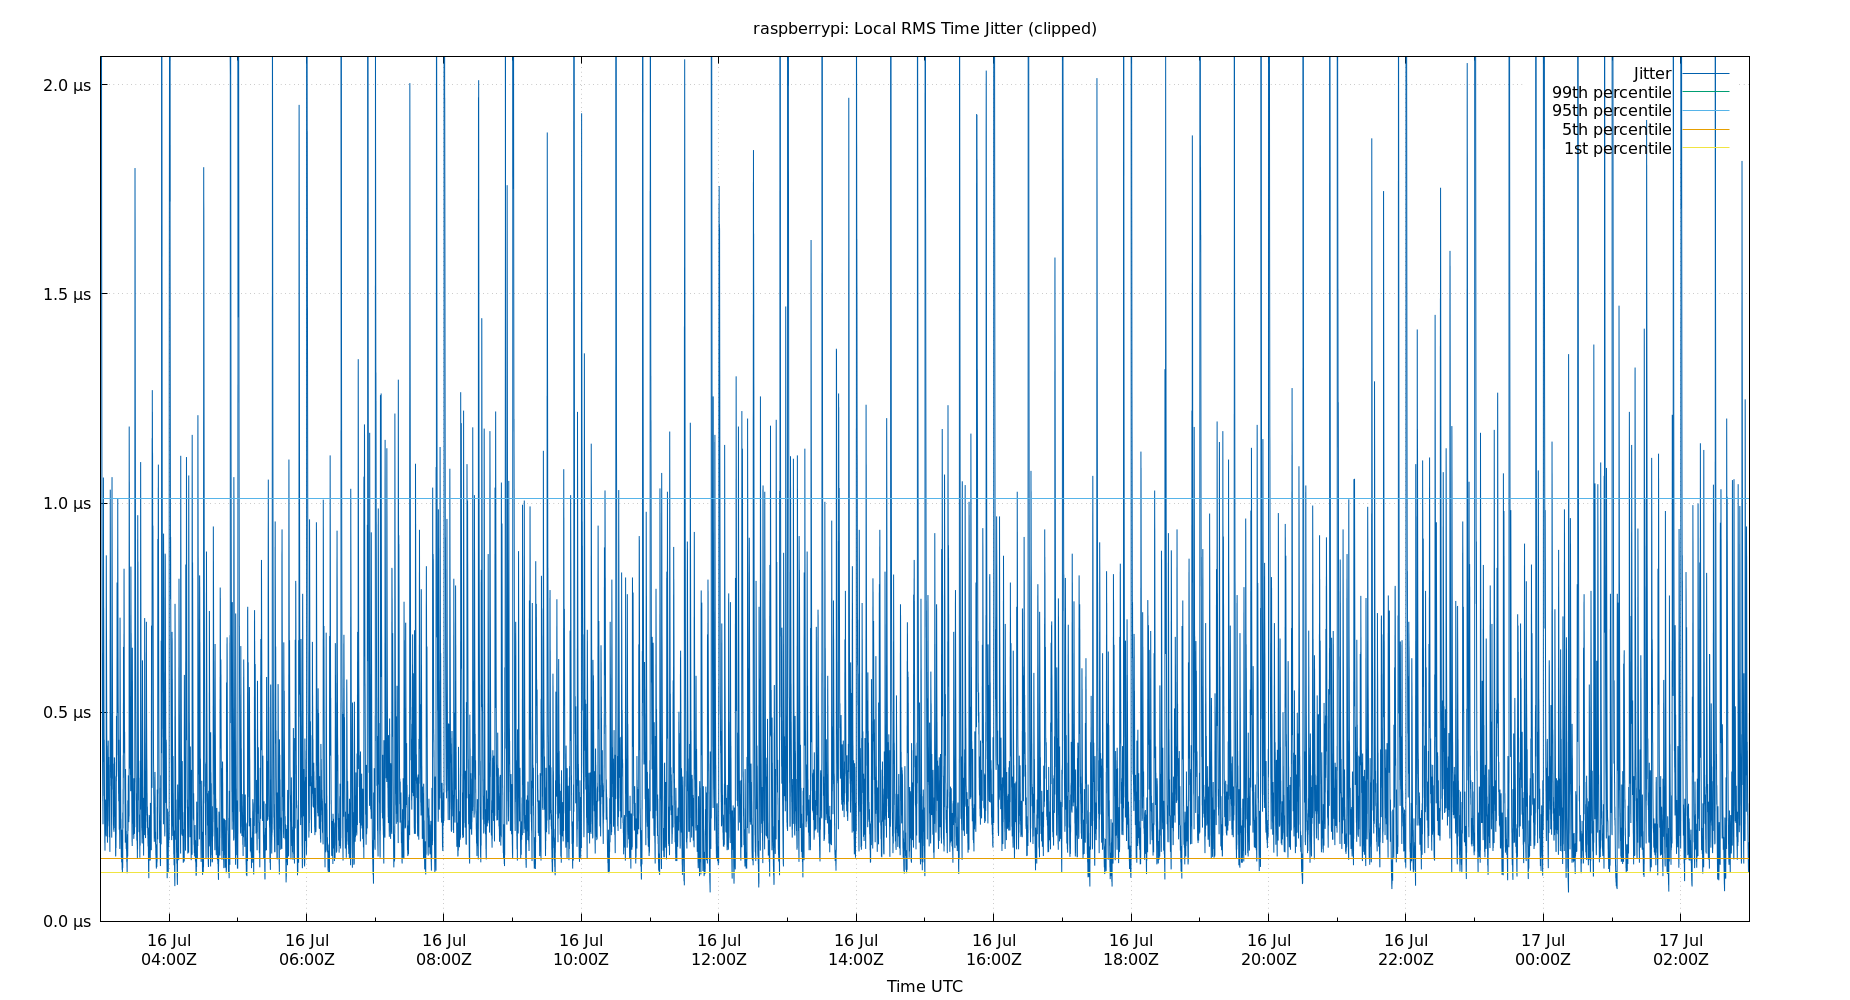 raspberrypi: Local RMS Time Jitter (clipped)
2.0 µs
1.5 µs
1.0 µs
0.5 µs
0.0 µs
Jitter
99th percentile
95th percentile
5th percentile
1st percentile
16 Jul 16 Jul 16 Jul 16 Jul 16 Jul 16 Jul 16 Jul 16 Jul 16 Jul 16 Jul 17 Jul 17 Jul
04:00Z 06:00Z 08:00Z 10:00Z 12:00Z 14:00Z 16:00Z 18:00Z 20:00Z 22:00Z 00:00Z 02:00Z
Time UTC